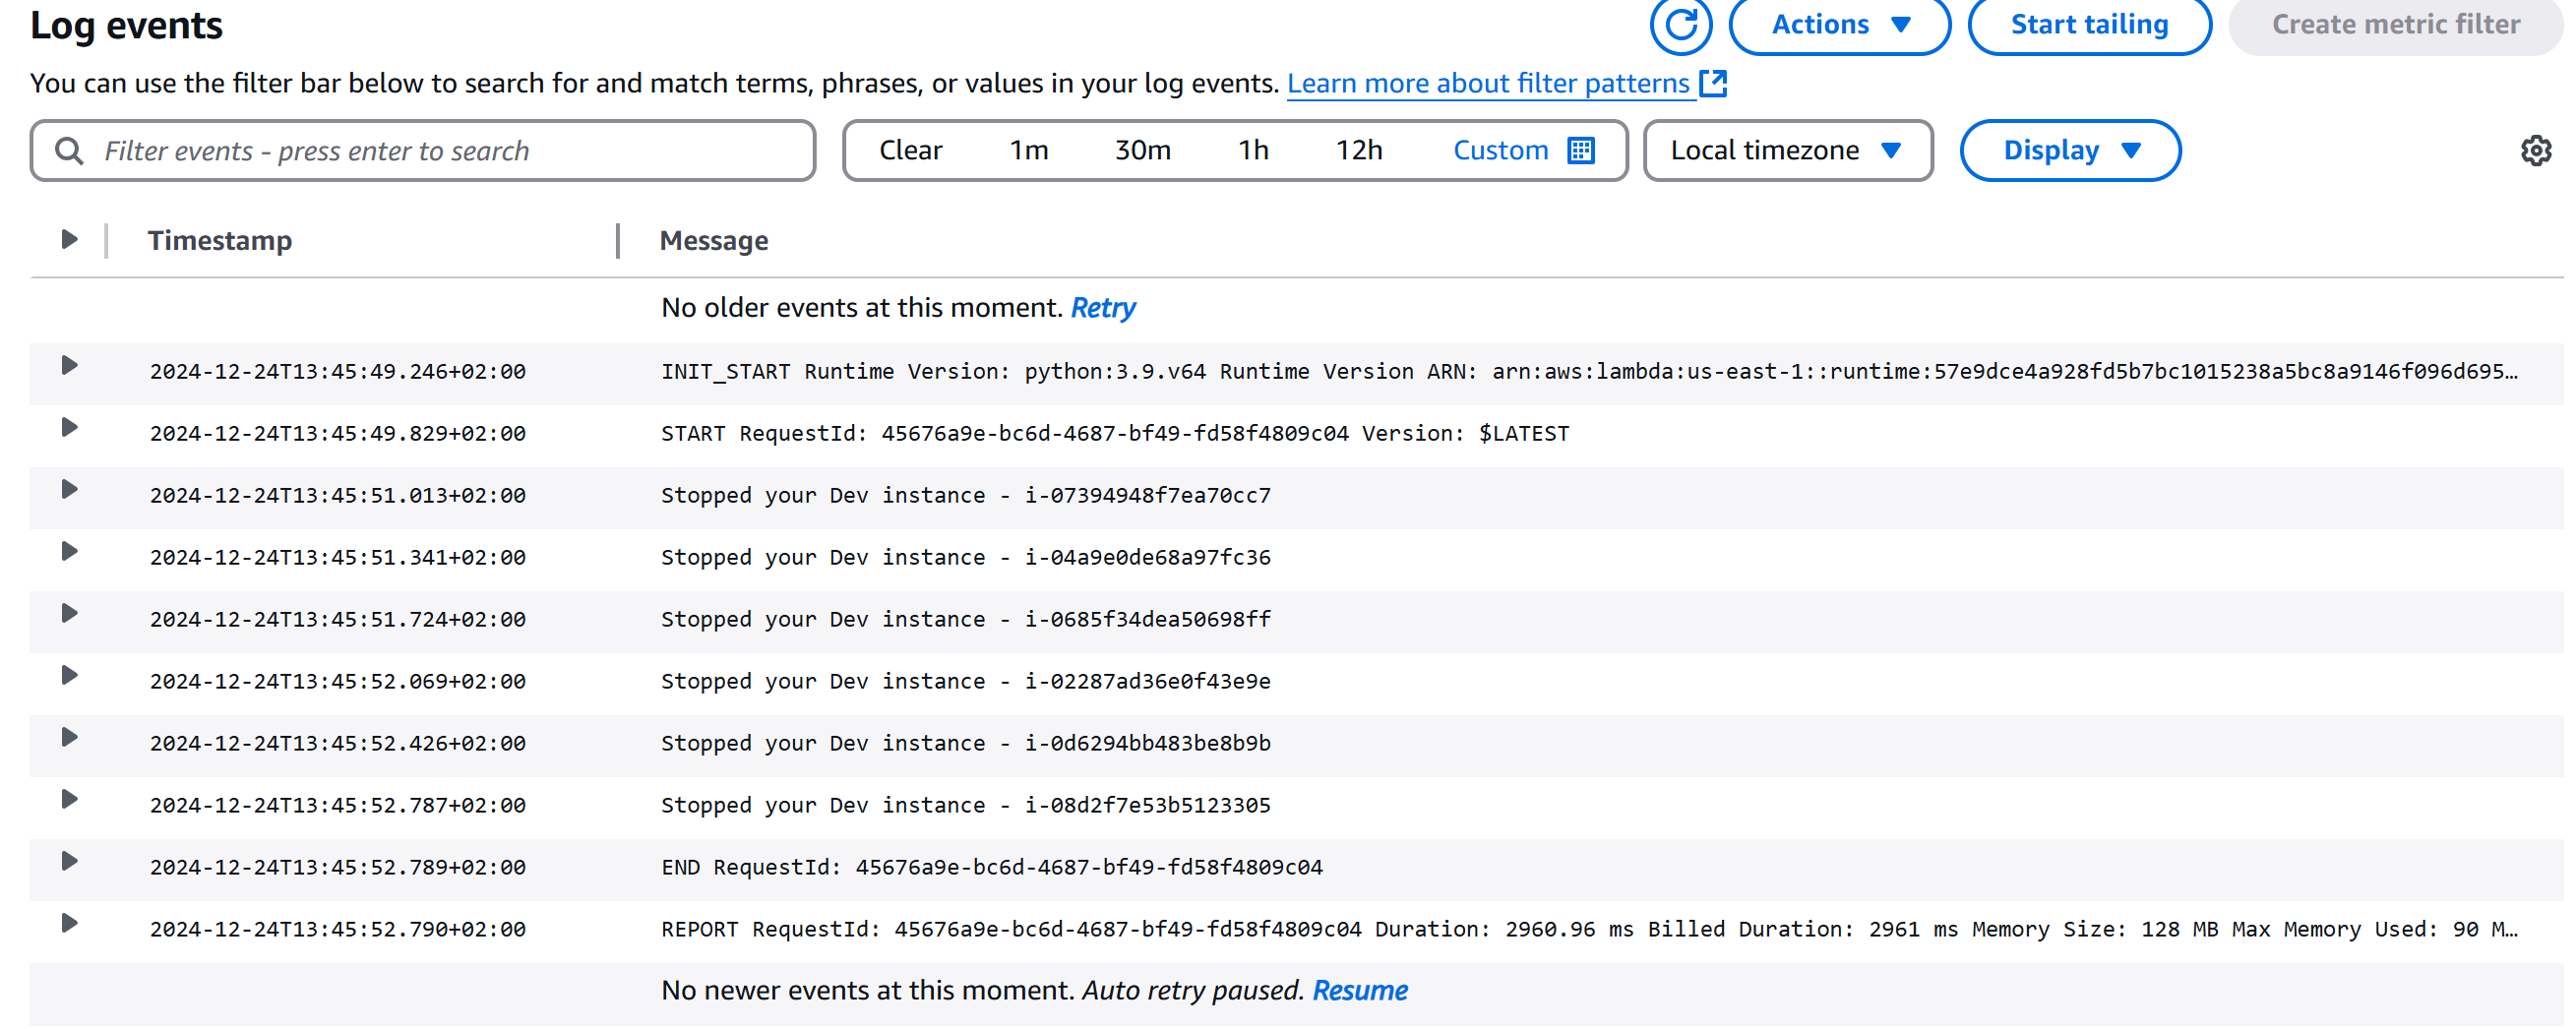 Log events
Actions
Start tailing
Create metric filter
You can use the filter bar below to search for and match terms, phrases, or values in your log events. Learn more about filter patterns
Filter events - press enter to search
Clear 1m 30m 1h 12h Custom
Local timezone
Display
Timestamp Message
No older events at this moment. Retry
2024-12-24T13:45:49.246+02:00 INIT_START Runtime Version: python:3.9.v64 Runtime Version ARN: arn:aws:lambda:us-east-1::runtime:57e9dce4a928fd5b7bc1015238a5bc8a9146f096d695…
2024-12-24T13:45:49.829+02:00 START RequestId: 45676a9e-bc6d-4687-bf49-fd58f4809c04 Version: $LATEST
2024-12-24T13:45:51.013+02:00 Stopped your Dev instance - i-07394948f7ea70cc7
2024-12-24T13:45:51.341+02:00 Stopped your Dev instance - i-04a9e0de68a97fc36
2024-12-24T13:45:51.724+02:00 Stopped your Dev instance - i-0685f34dea50698ff
2024-12-24T13:45:52.069+02:00 Stopped your Dev instance - i-02287ad36e0f43e9e
2024-12-24T13:45:52.426+02:00 Stopped your Dev instance - i-0d6294bb483be8b9b
2024-12-24T13:45:52.787+02:00 Stopped your Dev instance - i-08d2f7e53b5123305
2024-12-24T13:45:52.789+02:00 END RequestId: 45676a9e-bc6d-4687-bf49-fd58f4809c04
2024-12-24T13:45:52.790+02:00 REPORT RequestId: 45676a9e-bc6d-4687-bf49-fd58f4809c04 Duration: 2960.96 ms Billed Duration: 2961 ms Memory Size: 128 MB Max Memory Used: 90 M…
No newer events at this moment. Auto retry paused. Resume